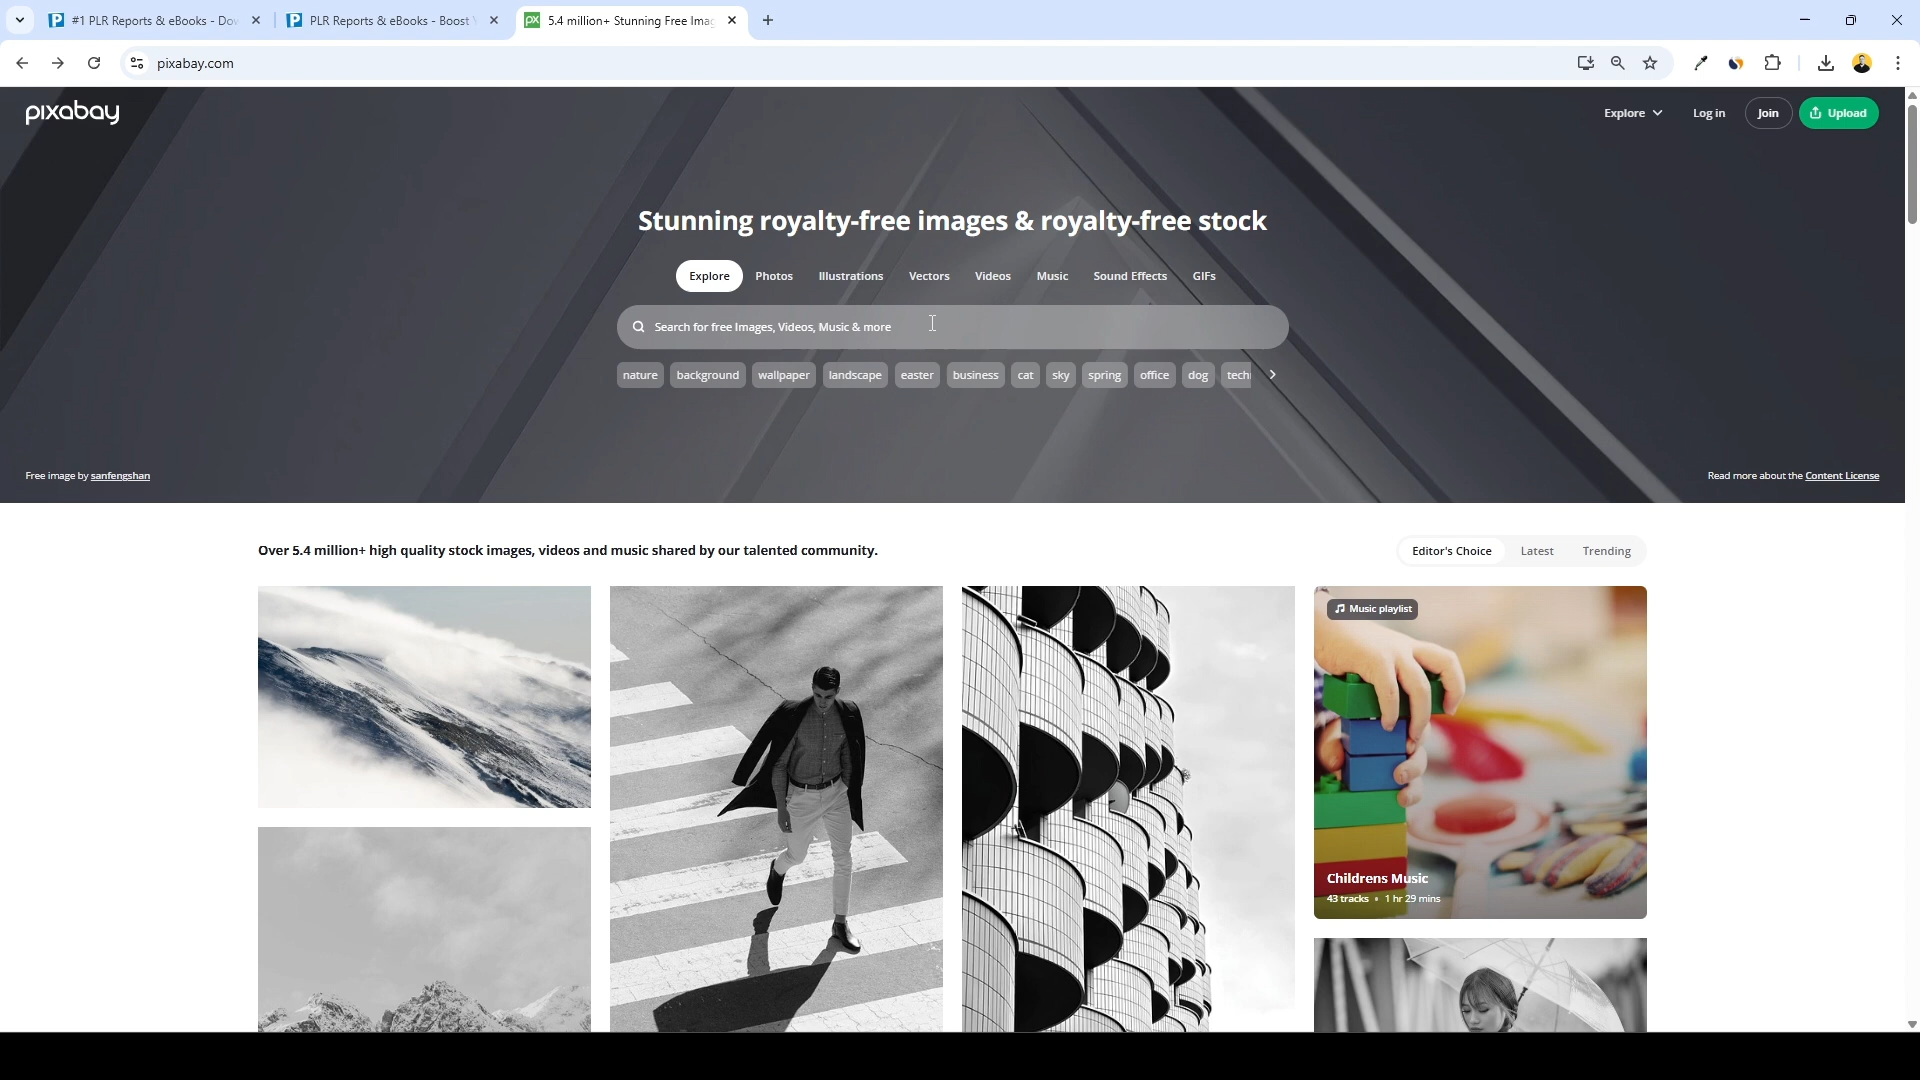 #1 PLR Reports & eBooks - Dow
PLR Reports & eBooks - Boost V
5.4 million+ Stunning Free Imag
pixabay.com
pixabay
Explore
Log in
Join
Upload
Stunning royalty-free images & royalty-free stock
Explore
Photos
Illustrations
Vectors
Videos
Music
Sound Effects
GIFs
Search for free Images, Videos, Music & more
nature
background
wallpaper
landscape
easter
business
cat
sky
spring
office
dog
tech
Free image by sanfengshan
Read more about the Content License
Over 5.4 million+ high quality stock images, videos and music shared by our talented community.
Editor's Choice
Latest
Trending
Music playlist
Childrens Music
43 tracks • 1 hr 29 mins